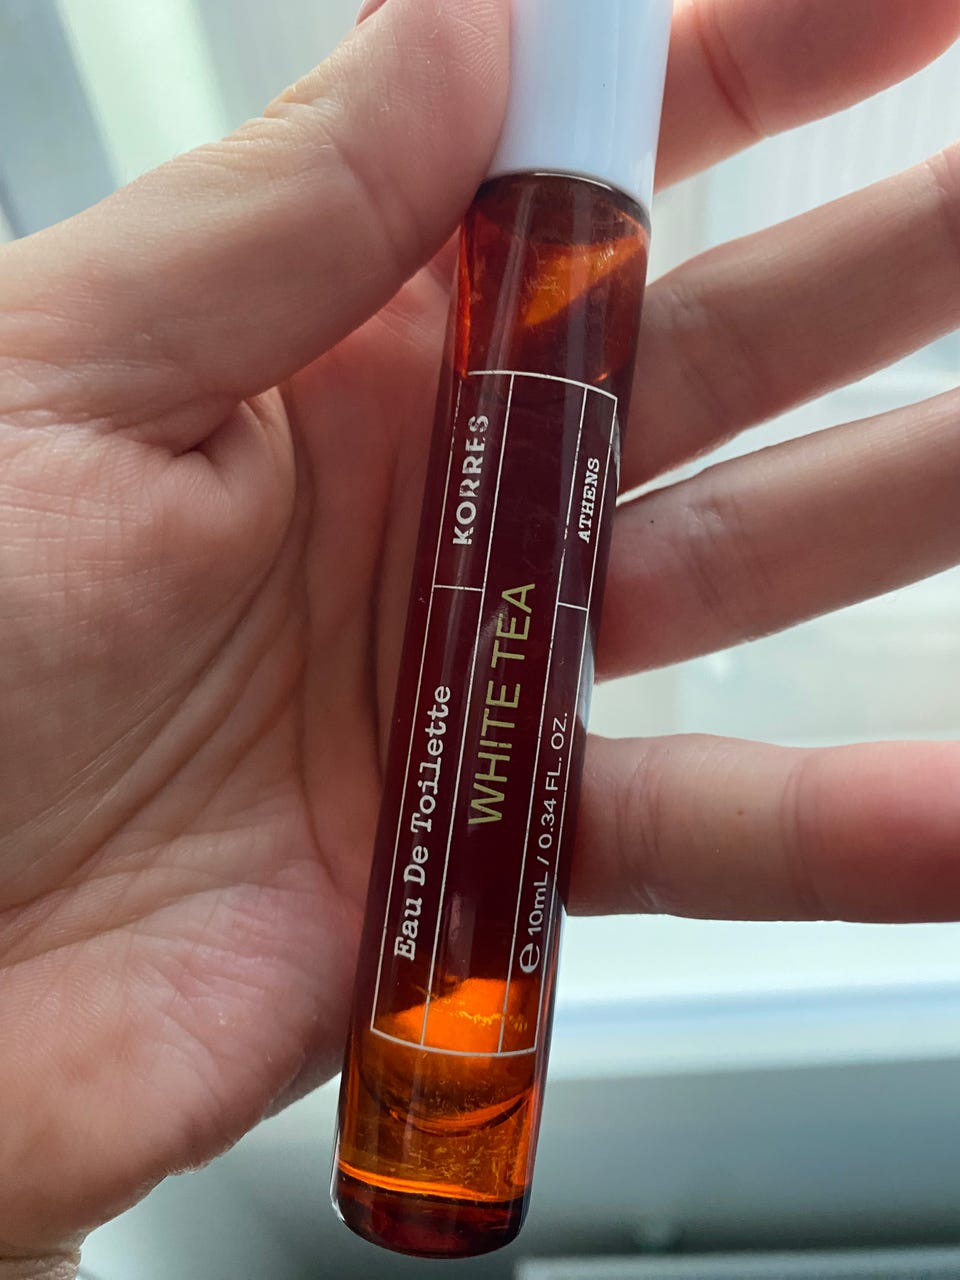 KORRES
ATHENS
WHITE TEA
Eau De Toilette
℮ 10mL / 0.34 FL. OZ.